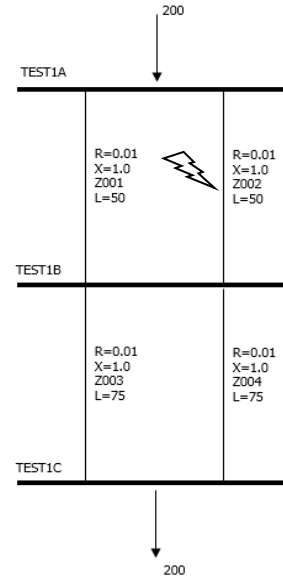 200
TEST1A
R=0.01
X=1.0
Z001
L=50
R=0.01
X=1.0
Z002
L=50
TEST1B
R=0.01
X=1.0
Z003
L=75
R=0.01
X=1.0
Z004
L=75
TEST1C
200